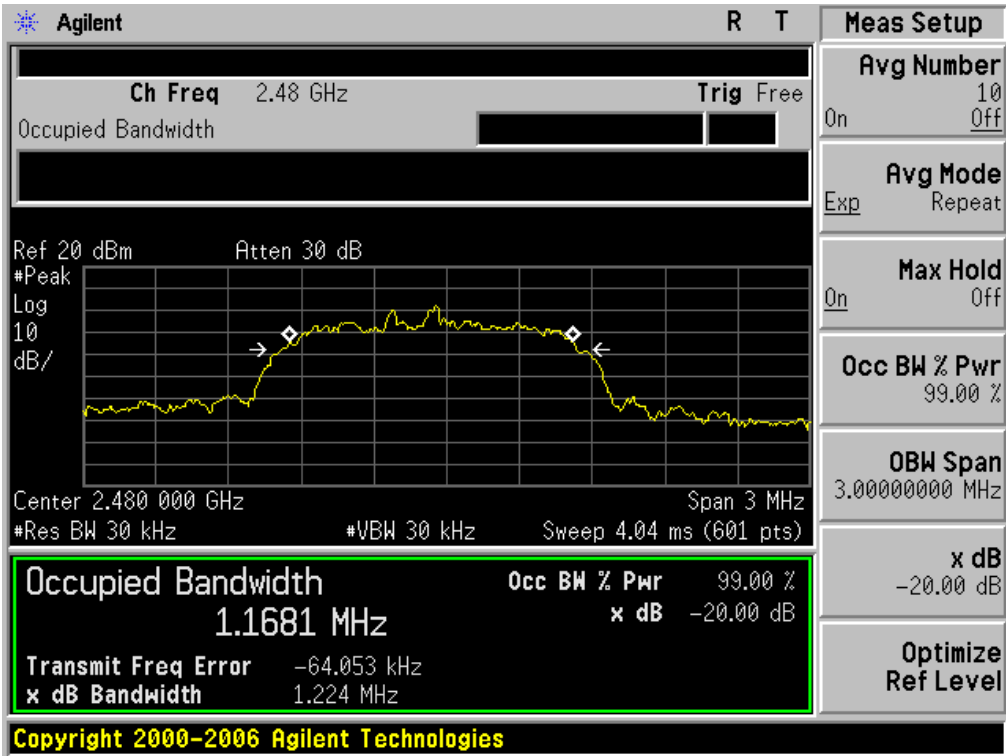 Agilent R T
Ch Freq 2.48 GHz Trig Free
Occupied Bandwidth
Ref 20 dBm Atten 30 dB
#Peak
Log
10
dB/
Center 2.480 000 GHz Span 3 MHz
#Res BW 30 kHz #VBW 30 kHz Sweep 4.04 ms (601 pts)
Occupied Bandwidth Occ BW % Pwr 99.00 %
1.1681 MHz x dB -20.00 dB
Transmit Freq Error -64.053 kHz
x dB Bandwidth 1.224 MHz
Copyright 2000-2006 Agilent Technologies
Meas Setup
Avg Number
10
On Off
Avg Mode
Exp Repeat
Max Hold
On Off
Occ BW % Pwr
99.00 %
OBW Span
3.00000000 MHz
x dB
-20.00 dB
Optimize
Ref Level